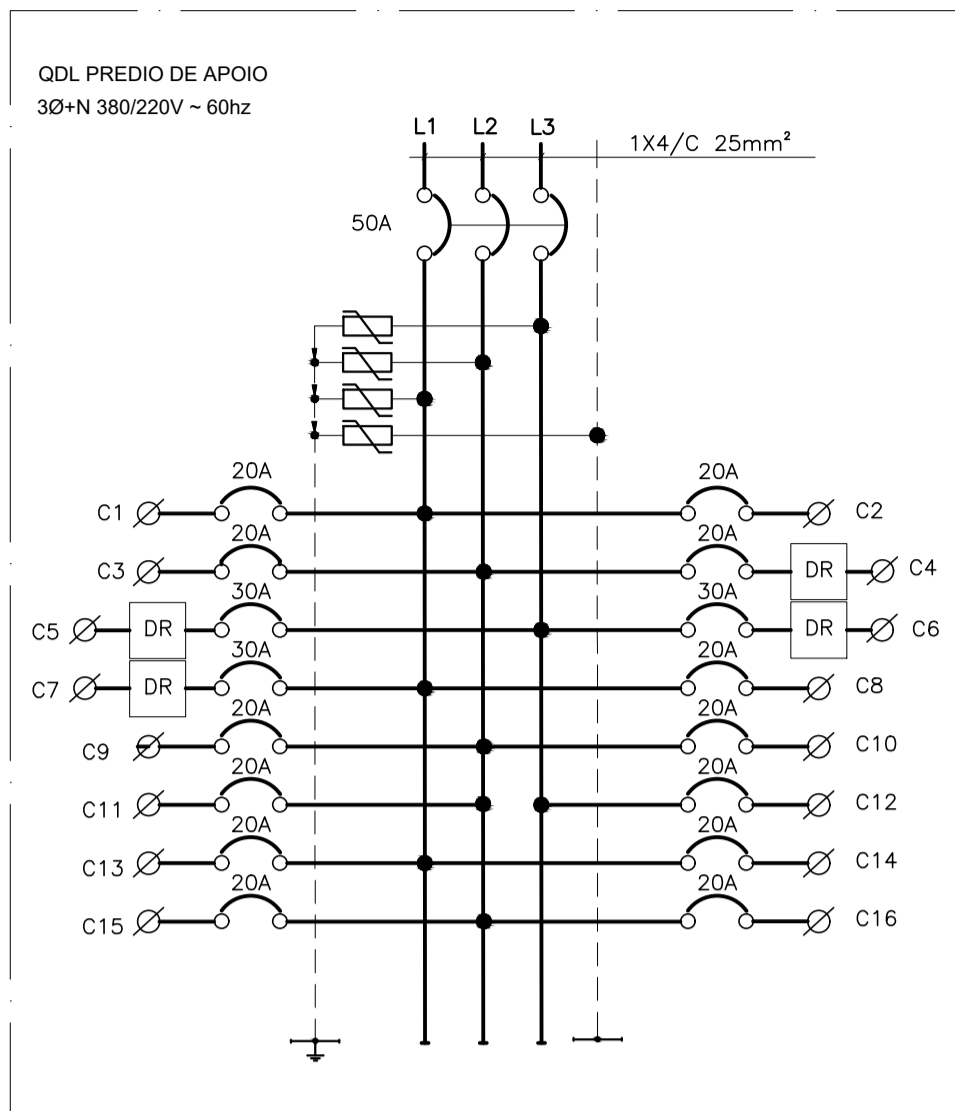 QDL PREDIO DE APOIO
3Ø+N 380/220V ~ 60hz
L1 L2 L3
1X4/C 25mm²
50A
20A 20A
C1 C2
20A 20A
C3 DR C4
30A 30A
C5 DR DR C6
30A 20A
C7 DR C8
20A 20A
C9 C10
20A 20A
C11 C12
20A 20A
C13 C14
20A 20A
C15 C16